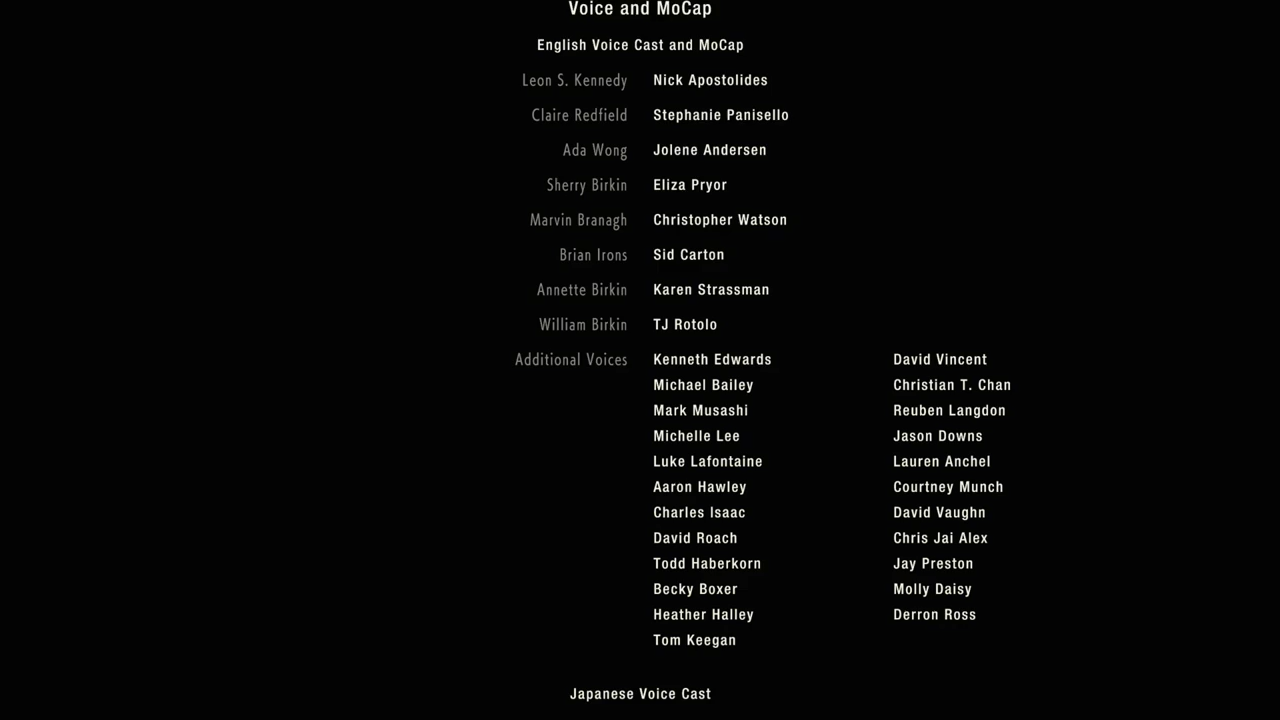 Voice and MoCap
English Voice Cast and MoCap
Leon S. Kennedy Nick Apostolides
Claire Redfield Stephanie Panisello
Ada Wong Jolene Andersen
Sherry Birkin Eliza Pryor
Marvin Branagh Christopher Watson
Brian Irons Sid Carton
Annette Birkin Karen Strassman
William Birkin TJ Rotolo
Additional Voices Kenneth Edwards David Vincent
Michael Bailey Christian T. Chan
Mark Musashi Reuben Langdon
Michelle Lee Jason Downs
Luke Lafontaine Lauren Anchel
Aaron Hawley Courtney Munch
Charles Isaac David Vaughn
David Roach Chris Jai Alex
Todd Haberkorn Jay Preston
Becky Boxer Molly Daisy
Heather Halley Derron Ross
Tom Keegan
Japanese Voice Cast